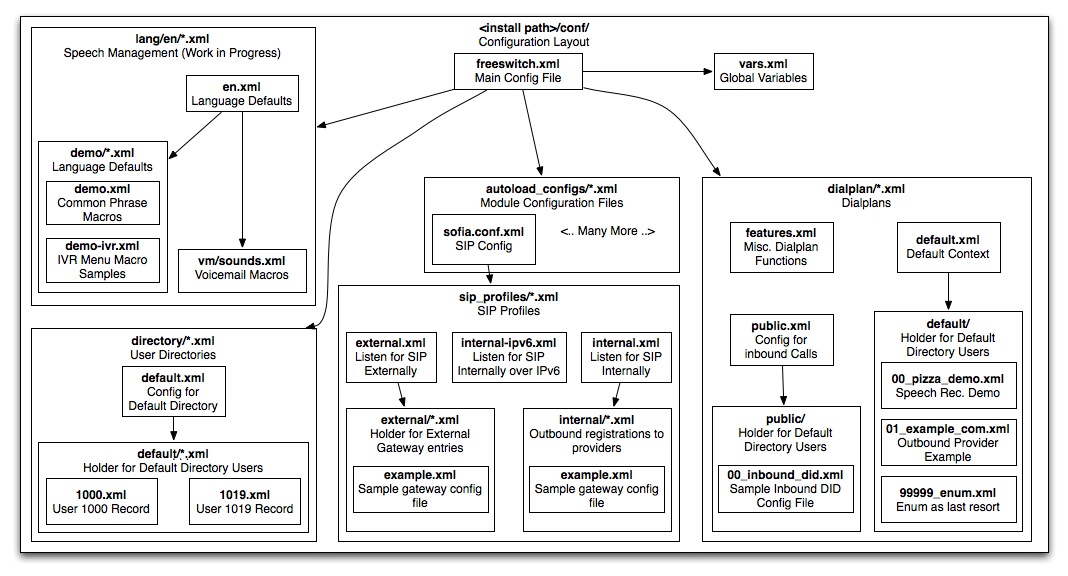 <install path>/conf/
Configuration Layout
freeswitch.xml
Main Config File
vars.xml
Global Variables
lang/en/*.xml
Speech Management (Work in Progress)
en.xml
Language Defaults
demo/*.xml
Language Defaults
demo.xml
Common Phrase
Macros
demo-ivr.xml
IVR Menu Macro
Samples
vm/sounds.xml
Voicemail Macros
directory/*.xml
User Directories
default.xml
Config for
Default Directory
default/*.xml
Holder for Default Directory Users
1000.xml
User 1000 Record
1019.xml
User 1019 Record
autoload_configs/*.xml
Module Configuration Files
sofia.conf.xml
SIP Config
<.. Many More ..>
sip_profiles/*.xml
SIP Profiles
external.xml
Listen for SIP
Externally
internal-ipv6.xml
Listen for SIP
Internally over IPv6
internal.xml
Listen for SIP
Internally
external/*.xml
Holder for External
Gateway entries
example.xml
Sample gateway config
file
internal/*.xml
Outbound registrations to
providers
example.xml
Sample gateway config
file
dialplan/*.xml
Dialplans
features.xml
Misc. Dialplan
Functions
default.xml
Default Context
public.xml
Config for
inbound Calls
public/
Holder for Default
Directory Users
00_inbound_did.xml
Sample Inbound DID
Config File
default/
Holder for Default
Directory Users
00_pizza_demo.xml
Speech Rec. Demo
01_example_com.xml
Outbound Provider
Example
99999_enum.xml
Enum as last resort